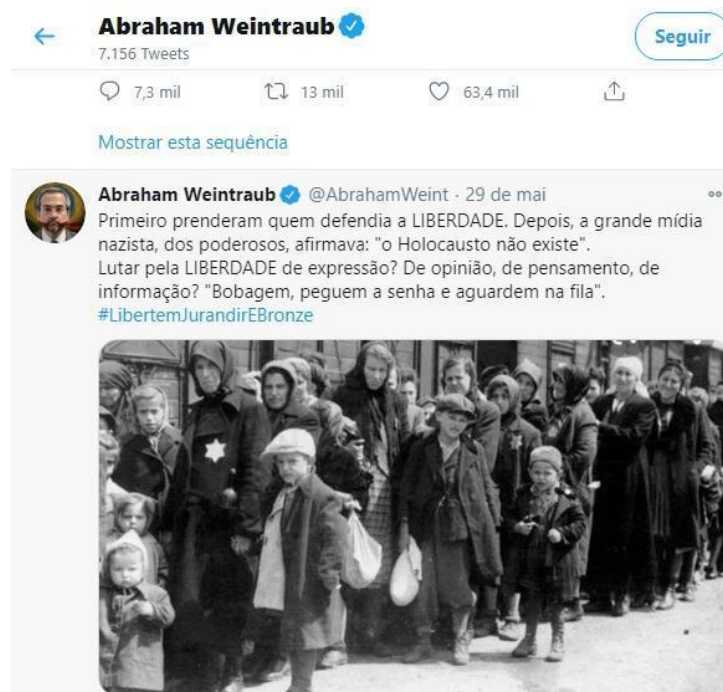 Abraham Weintraub
7.156 Tweets
Seguir
7,3 mil 13 mil 63,4 mil
Mostrar esta sequência
Abraham Weintraub @AbrahamWeint · 29 de mai
Primeiro prenderam quem defendia a LIBERDADE. Depois, a grande mídia
nazista, dos poderosos, afirmava: "o Holocausto não existe".
Lutar pela LIBERDADE de expressão? De opinião, de pensamento, de
informação? "Bobagem, peguem a senha e aguardem na fila".
#LibertemJurandirEBronze